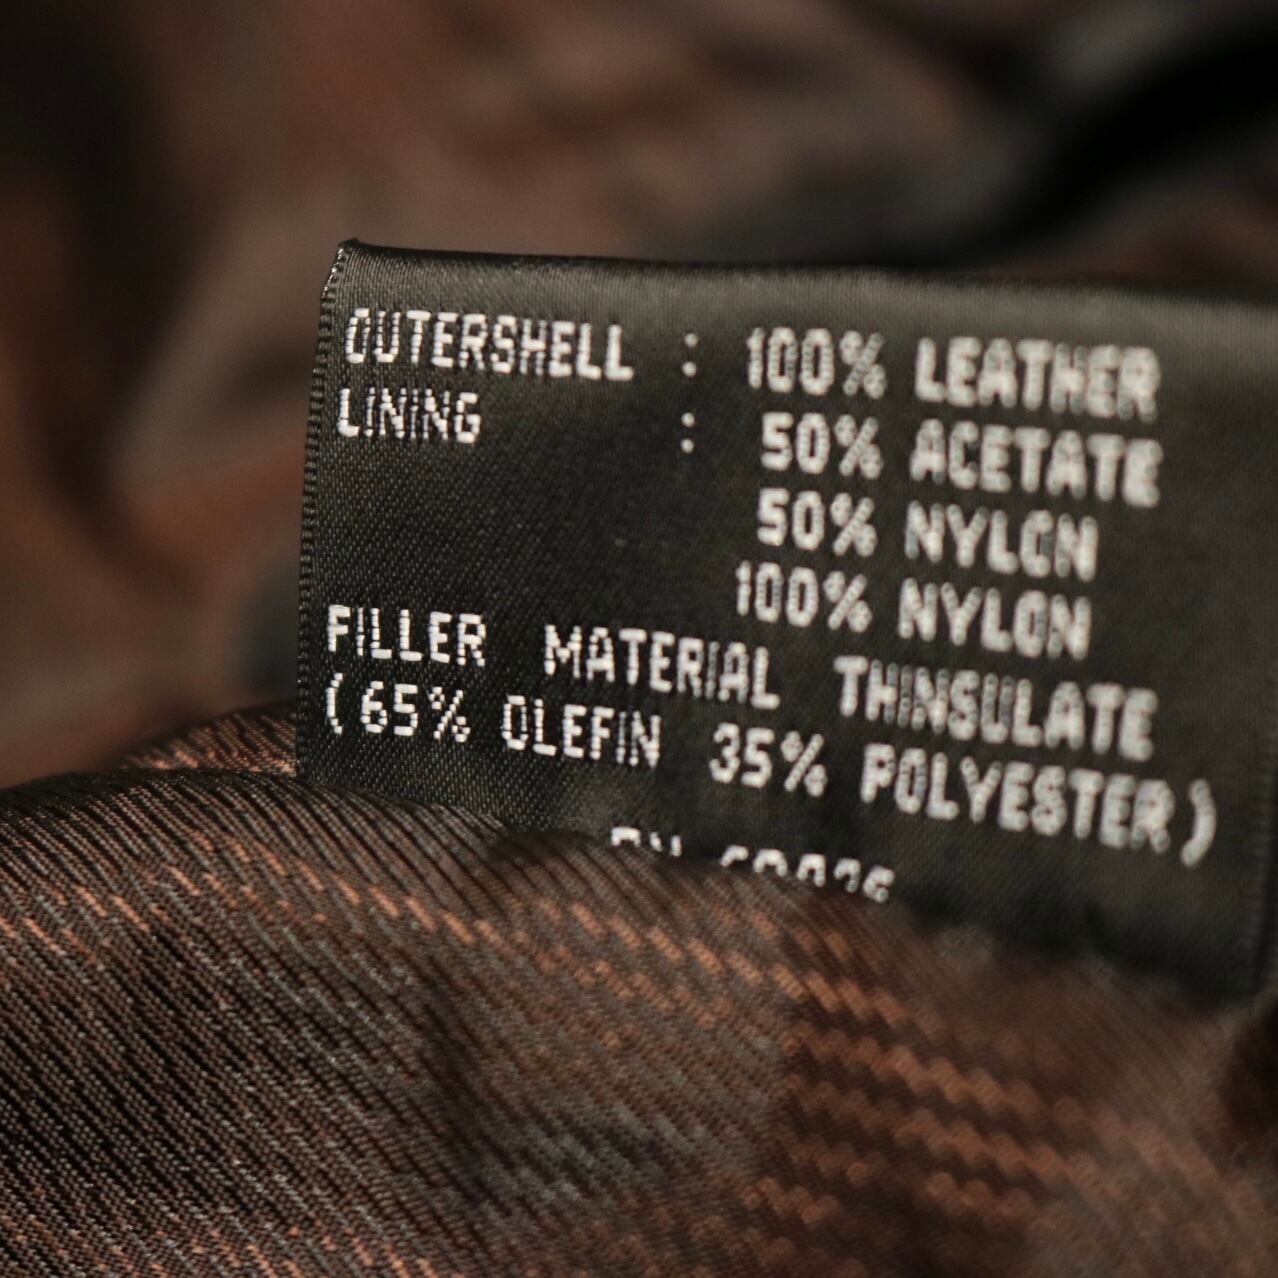 OUTERSHELL : 100% LEATHER
LINING : 50% ACETATE
50% NYLON
100% NYLON
FILLER MATERIAL THINSULATE
(65% OLEFIN 35% POLYESTER)